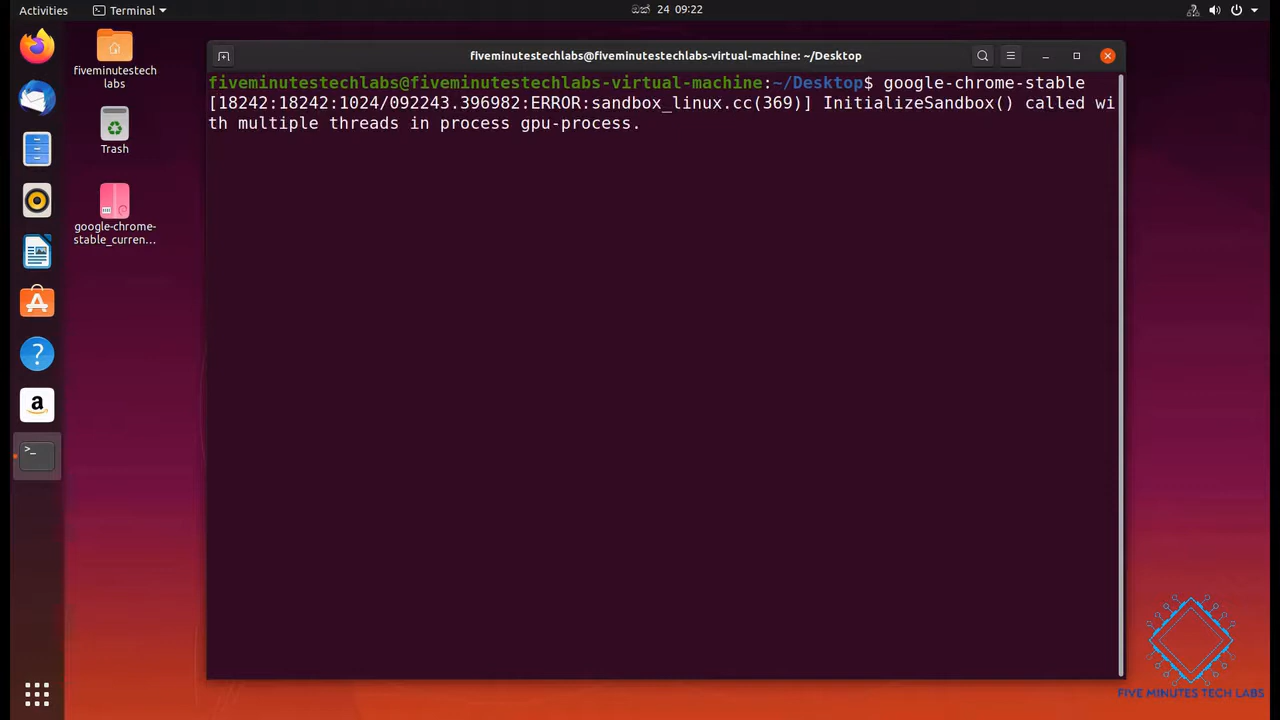 Activities
Terminal
ඔක් 24 09:22
fiveminutestech
labs
Trash
google-chrome-
stable_curren...
fiveminutestechlabs@fiveminutestechlabs-virtual-machine: ~/Desktop
fiveminutestechlabs@fiveminutestechlabs-virtual-machine:~/Desktop$ google-chrome-stable
[18242:18242:1024/092243.396982:ERROR:sandbox_linux.cc(369)] InitializeSandbox() called wi
th multiple threads in process gpu-process.
FIVE MINUTES TECH LABS